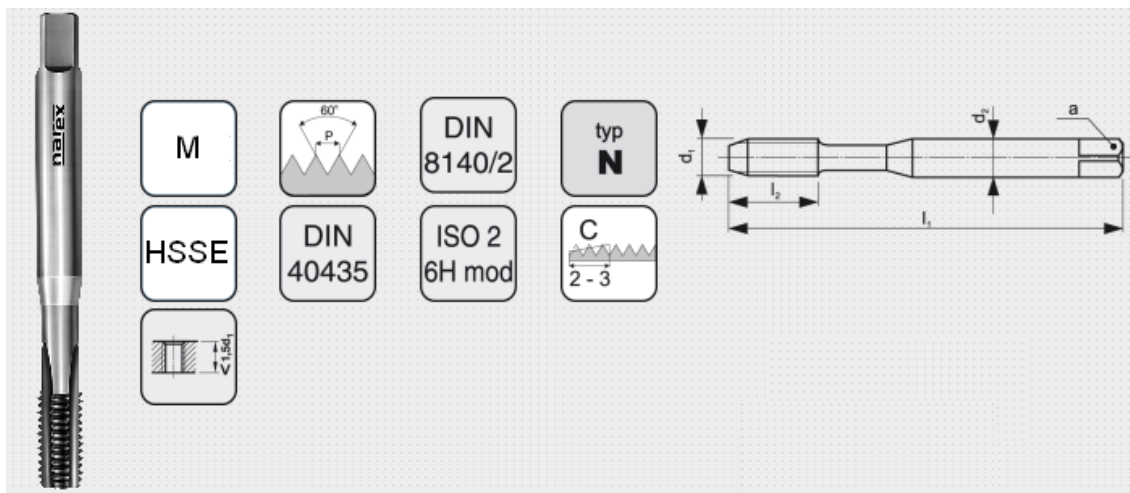 narex
M
60°
P
DIN
8140/2
typ
N
HSSE
DIN
40435
ISO 2
6H mod
C
2 - 3
< 1,5d₁
d₁
l₂
l₁
d₂
a